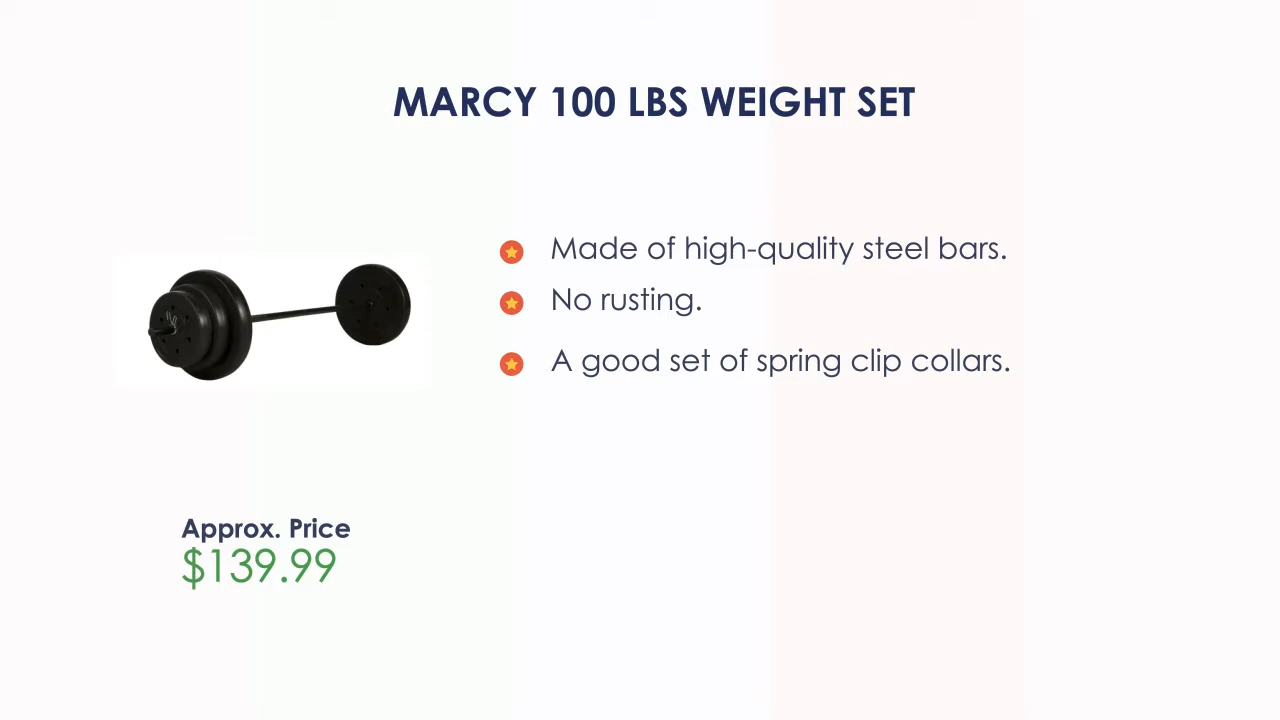 MARCY 100 LBS WEIGHT SET
Made of high-quality steel bars.
No rusting.
A good set of spring clip collars.
Approx. Price
$139.99